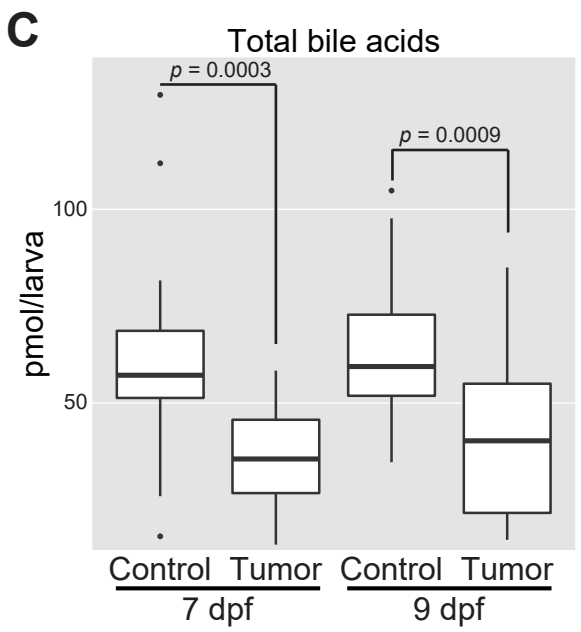 C
Total bile acids
p = 0.0003
p = 0.0009
100
50
pmol/larva
Control Tumor Control Tumor
7 dpf 9 dpf